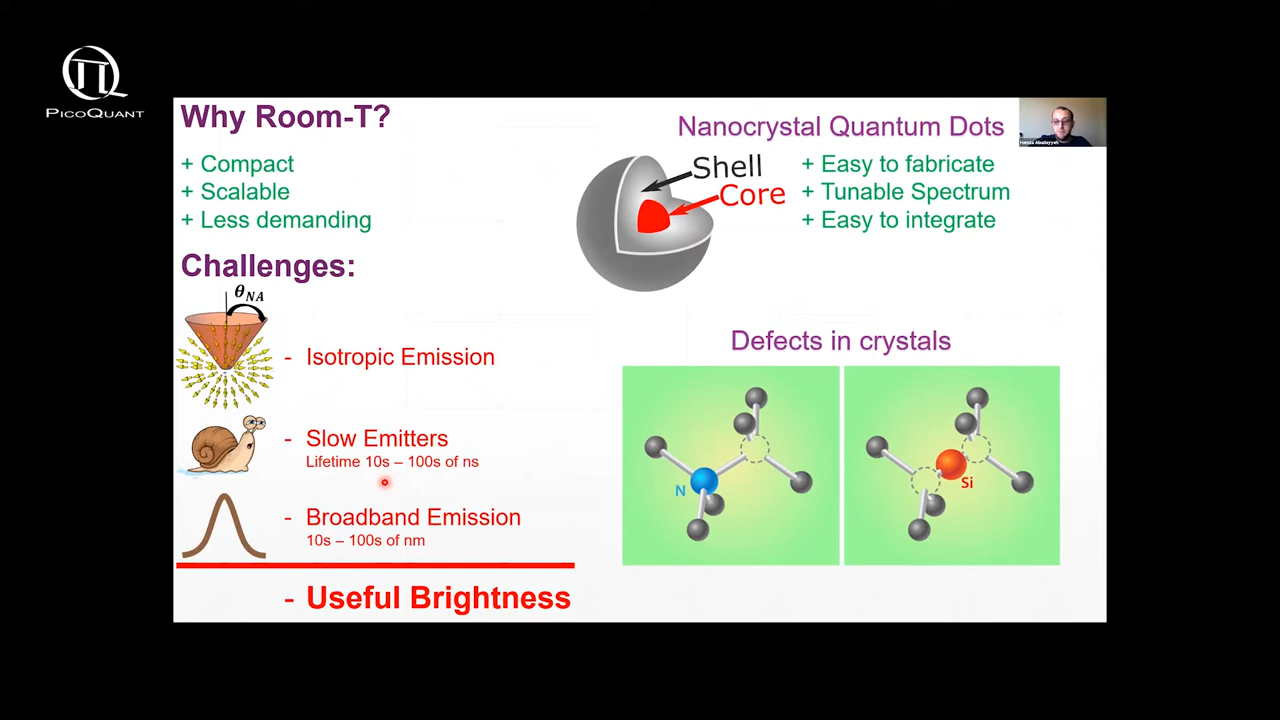 PICOQUANT
Why Room-T?
+ Compact
+ Scalable
+ Less demanding
Challenges:
θNA
- Isotropic Emission
- Slow Emitters
Lifetime 10s – 100s of ns
- Broadband Emission
10s – 100s of nm
- Useful Brightness
Nanocrystal Quantum Dots
Shell
Core
+ Easy to fabricate
+ Tunable Spectrum
+ Easy to integrate
Defects in crystals
N
Si